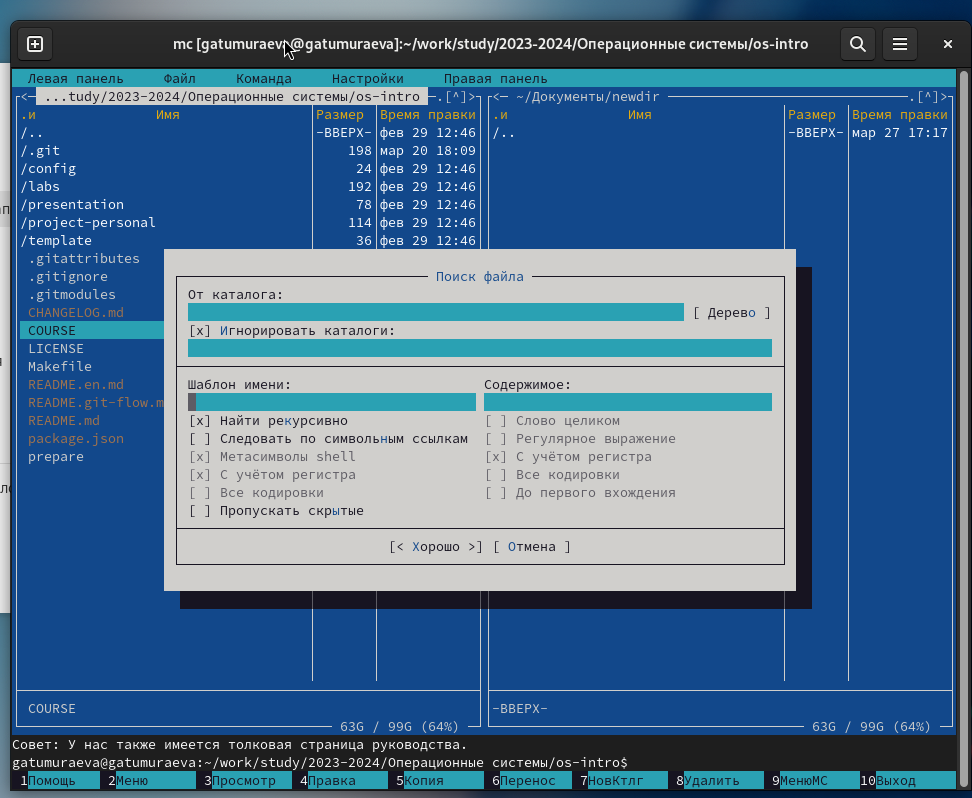 mc [gatumuraeva@gatumuraeva]:~/work/study/2023-2024/Операционные системы/os-intro
Левая панель Файл Команда Настройки Правая панель
<─ ...tudy/2023-2024/Операционные системы/os-intro ─.[^]> <─ ~/Документы/newdir ─.[^]>
.и Имя Размер Время правки .и Имя Размер Время правки
/.. -ВВЕРХ- фев 29 12:46 /.. -ВВЕРХ- мар 27 17:17
/.git 198 мар 20 18:09
/config 24 фев 29 12:46
/labs 192 фев 29 12:46
/presentation 78 фев 29 12:46
/project-personal 114 фев 29 12:46
/template 36 фев 29 12:46
.gitattributes
.gitignore
.gitmodules
CHANGELOG.md
COURSE
LICENSE
Makefile
README.en.md
README.git-flow.m
README.md
package.json
prepare
Поиск файла
От каталога:
[ Дерево ]
[x] Игнорировать каталоги:
Шаблон имени: Содержимое:
[x] Найти рекурсивно [ ] Слово целиком
[ ] Следовать по символьным ссылкам [ ] Регулярное выражение
[x] Метасимволы shell [x] С учётом регистра
[x] С учётом регистра [ ] Все кодировки
[ ] Все кодировки [ ] До первого вхождения
[ ] Пропускать скрытые
[< Хорошо >] [ Отмена ]
COURSE -ВВЕРХ-
63G / 99G (64%) 63G / 99G (64%)
Совет: У нас также имеется толковая страница руководства.
gatumuraeva@gatumuraeva:~/work/study/2023-2024/Операционные системы/os-intro$
1Помощь 2Меню 3Просмотр 4Правка 5Копия 6Перенос 7НовКтлг 8Удалить 9МенюMC 10Выход